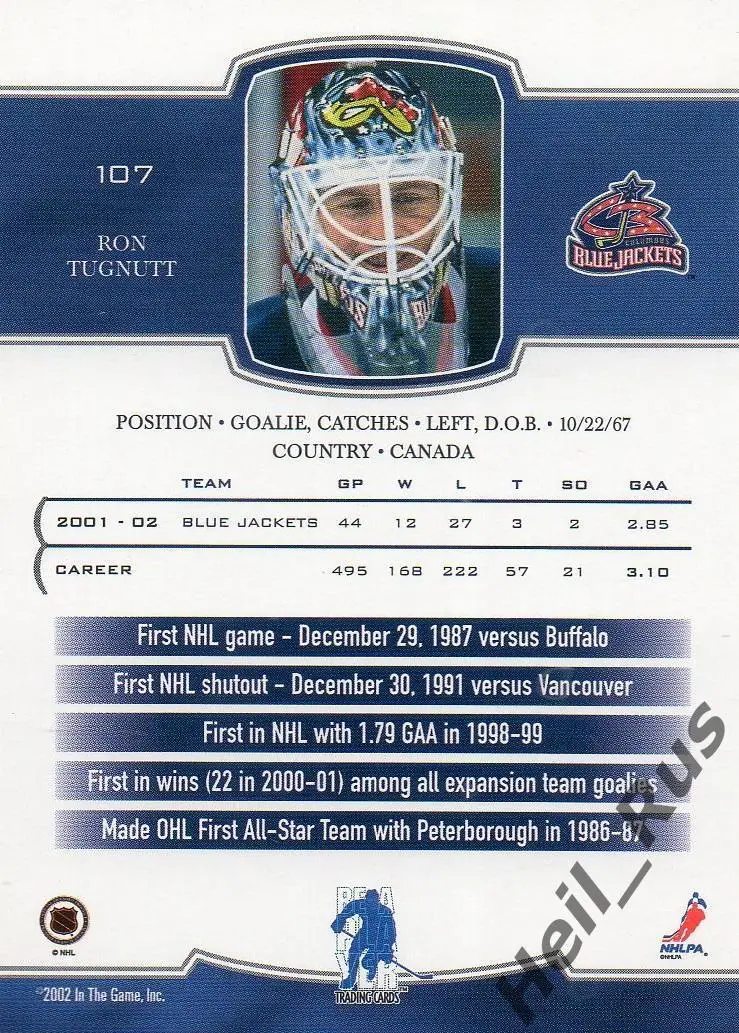 107
RON
TUGNUTT
COLUMBUS
BLUE JACKETS
POSITION • GOALIE, CATCHES • LEFT, D.O.B. • 10/22/67
COUNTRY • CANADA
TEAM GP W L T SO GAA
2001 - 02 BLUE JACKETS 44 12 27 3 2 2.85
CAREER 495 168 222 57 21 3.10
First NHL game – December 29, 1987 versus Buffalo
First NHL shutout – December 30, 1991 versus Vancouver
First in NHL with 1.79 GAA in 1998-99
First in wins (22 in 2000-01) among all expansion team goalies
Made OHL First All-Star Team with Peterborough in 1986-87
BE A
PLA
YER
TRADING CARDS
© NHL
NHLPA
©NHLPA
©2002 In The Game, Inc.
Heil_Rus